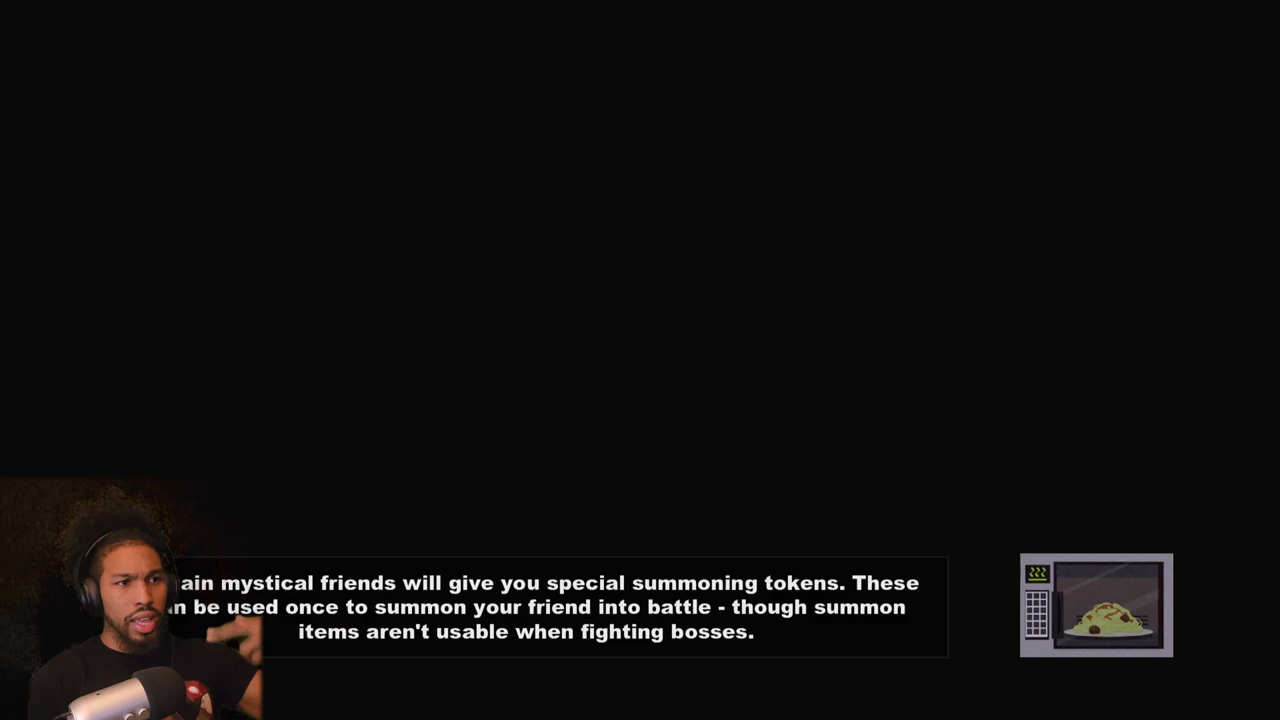 mystical friends will give you special summoning tokens. These
be used once to summon your friend into battle - though summon
items aren't usable when fighting bosses.